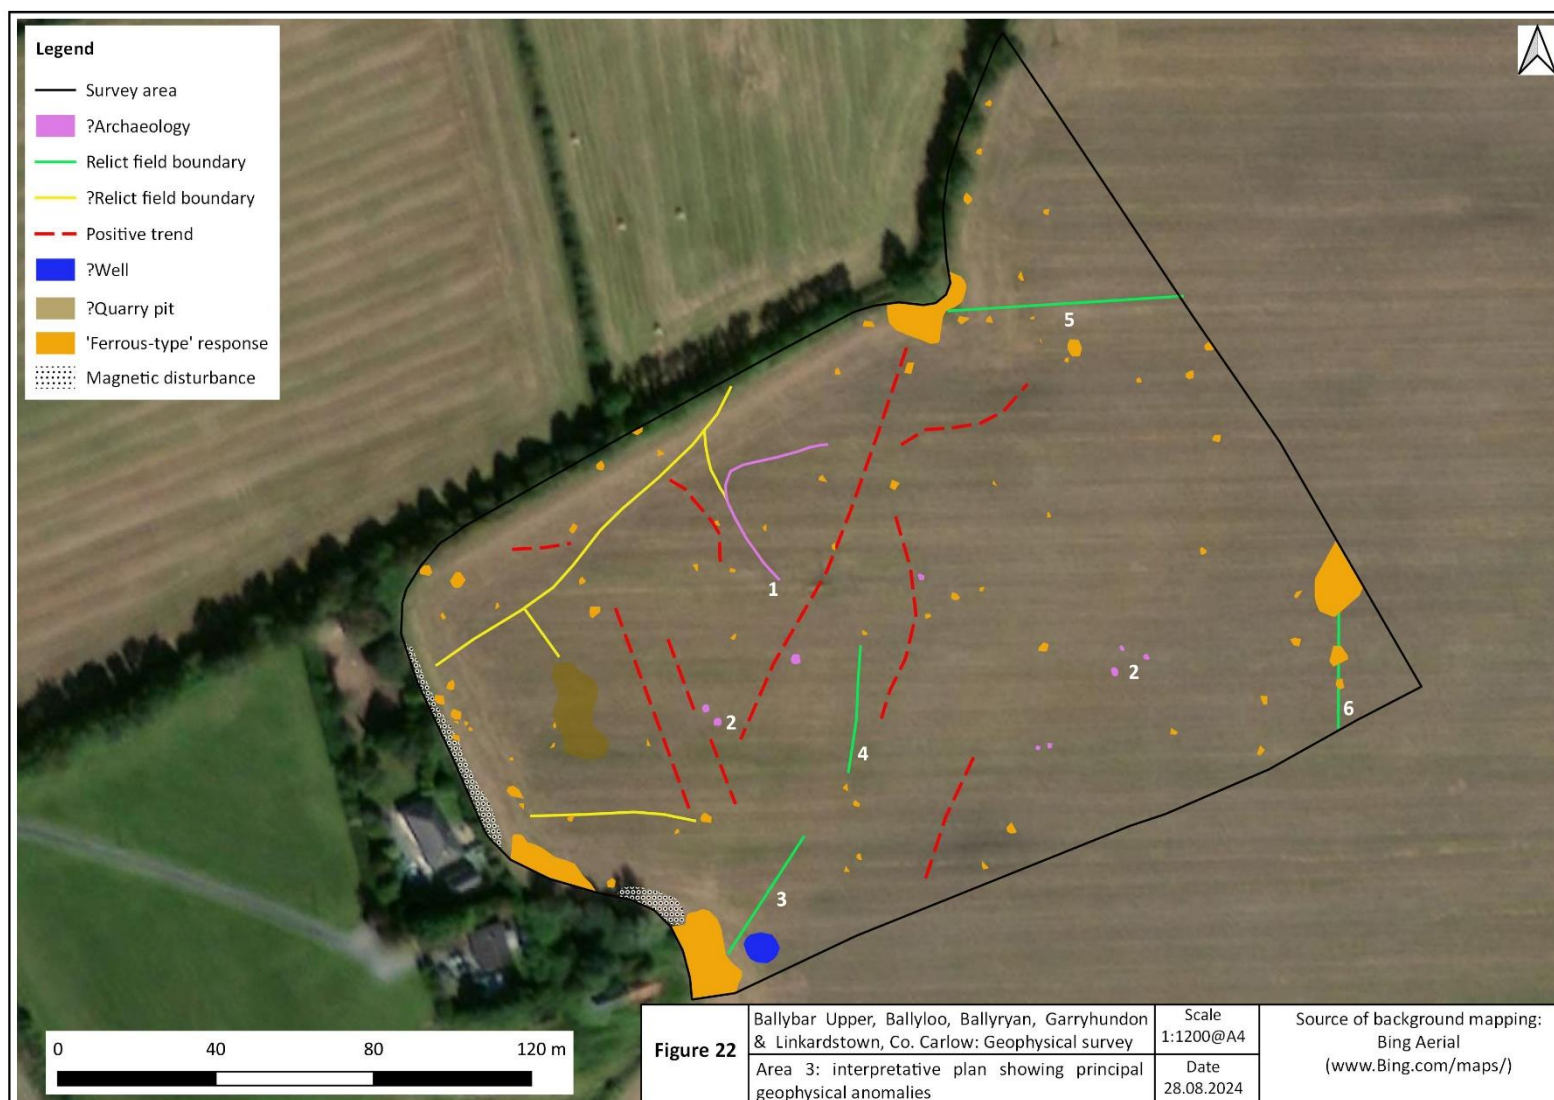 Legend
Survey area
?Archaeology
Relict field boundary
?Relict field boundary
Positive trend
?Well
?Quarry pit
'Ferrous-type' response
Magnetic disturbance
5
1
2
2
6
4
3
0 40 80 120 m
Figure 22
Ballybar Upper, Ballyloo, Ballyryan, Garryhundon
& Linkardstown, Co. Carlow: Geophysical survey
Area 3: interpretative plan showing principal
geophysical anomalies
Scale
1:1200@A4
Date
28.08.2024
Source of background mapping:
Bing Aerial
(www.Bing.com/maps/)